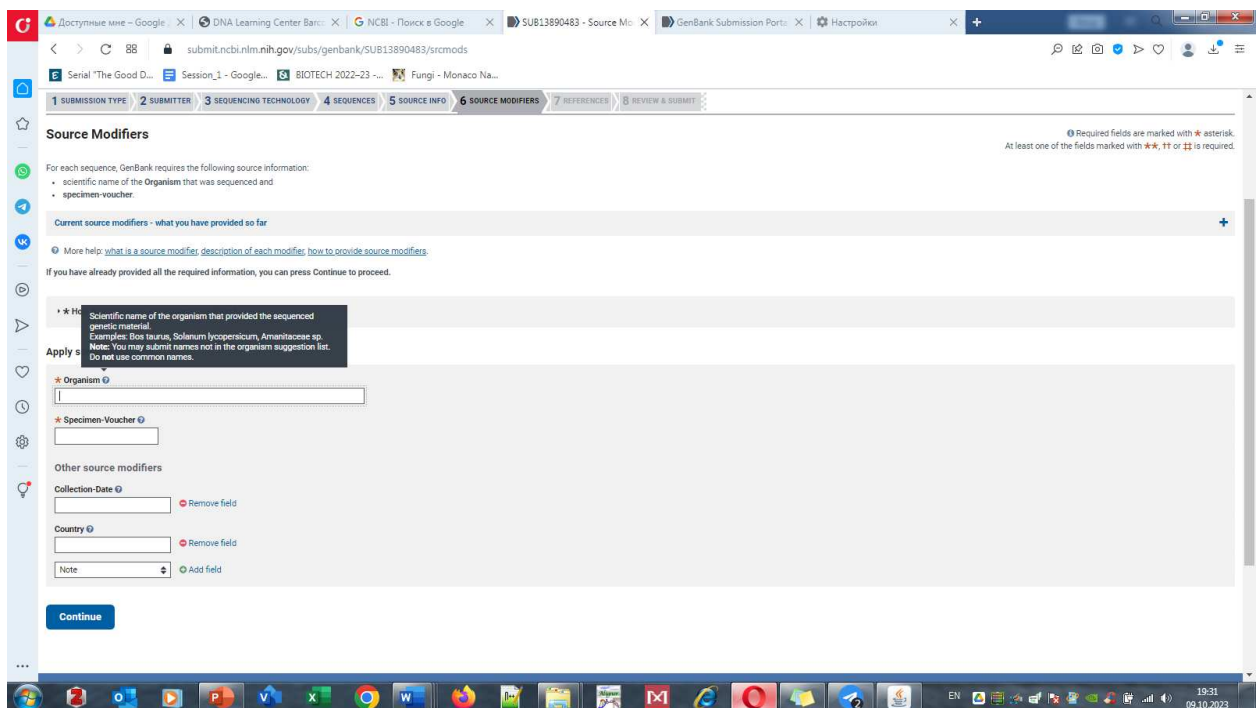 Доступные мне – Google
DNA Learning Center Barc
NCBI - Поиск в Google
SUB13890483 - Source Mo
GenBank Submission Porta
Настройки
submit.ncbi.nlm.nih.gov/subs/genbank/SUB13890483/srcmods
Serial "The Good D...
Session_1 - Google...
BIOTECH 2022–23 -...
Fungi - Monaco Na...
1 SUBMISSION TYPE 2 SUBMITTER 3 SEQUENCING TECHNOLOGY 4 SEQUENCES 5 SOURCE INFO 6 SOURCE MODIFIERS 7 REFERENCES 8 REVIEW & SUBMIT
Source Modifiers
Required fields are marked with ★ asterisk.
At least one of the fields marked with ★★, †† or ‡‡ is required.
For each sequence, GenBank requires the following source information:
• scientific name of the Organism that was sequenced and
• specimen-voucher.
Current source modifiers - what you have provided so far
More help: what is a source modifier, description of each modifier, how to provide source modifiers.
If you have already provided all the required information, you can press Continue to proceed.
★ Ho
Scientific name of the organism that provided the sequenced
genetic material.
Examples: Bos taurus, Solanum lycopersicum, Amanitaceae sp.
Note: You may submit names not in the organism suggestion list.
Do not use common names.
Apply s
★ Organism
★ Specimen-Voucher
Other source modifiers
Collection-Date
Remove field
Country
Remove field
Note
Add field
Continue
EN
19:31
09.10.2023